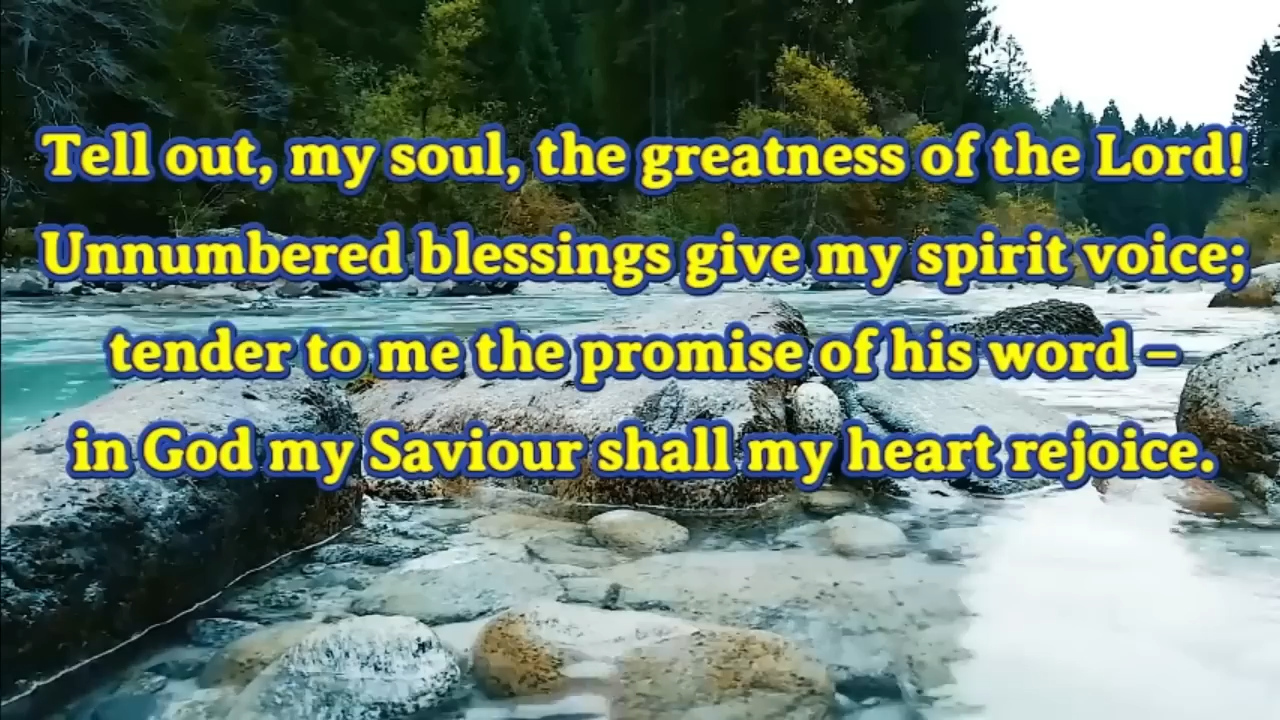 Tell out, my soul, the greatness of the Lord!
Unnumbered blessings give my spirit voice;
tender to me the promise of his word –
in God my Saviour shall my heart rejoice.